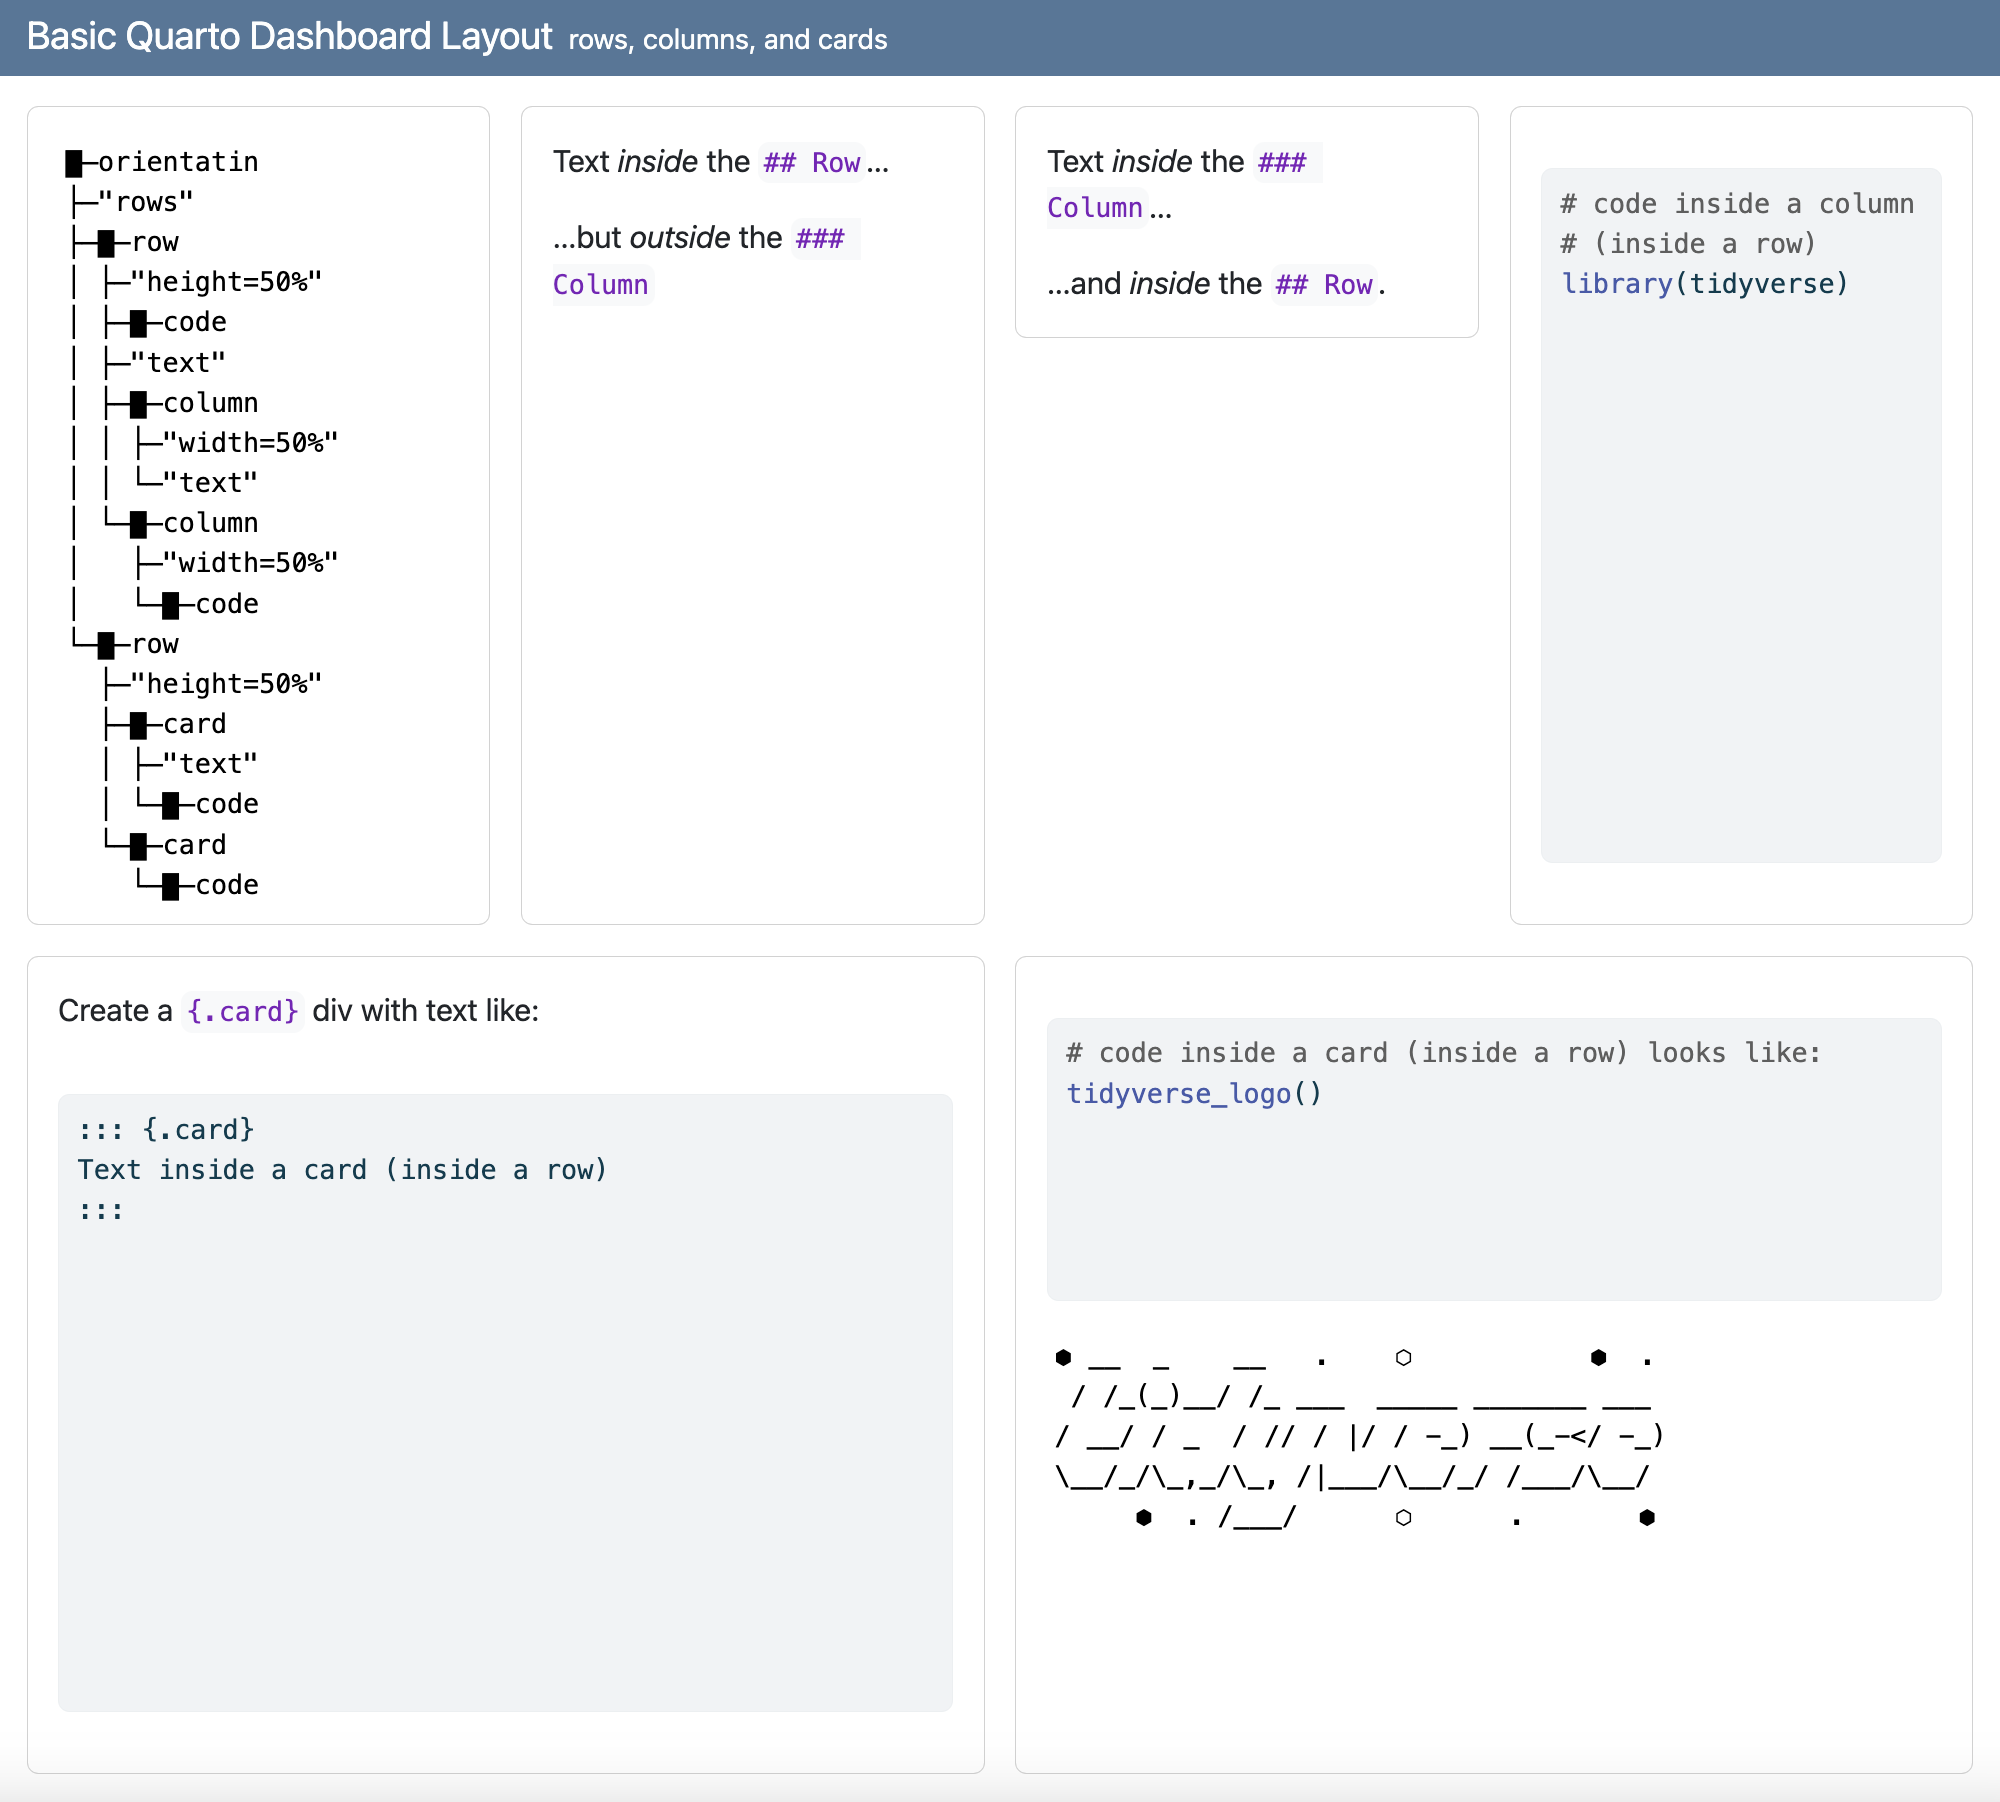 Basic Quarto Dashboard Layout rows, columns, and cards
█─orientatin
├─"rows"
├─█─row
│ ├─"height=50%"
│ ├─█─code
│ ├─"text"
│ ├─█─column
│ │ ├─"width=50%"
│ │ └─"text"
│ └─█─column
│   ├─"width=50%"
│   └─█─code
└─█─row
  ├─"height=50%"
  ├─█─card
  │ ├─"text"
  │ └─█─code
  └─█─card
    └─█─code
Text inside the ## Row...
...but outside the ###
Column
Text inside the ###
Column...
...and inside the ## Row.
# code inside a column
# (inside a row)
library(tidyverse)
Create a {.card} div with text like:
::: {.card}
Text inside a card (inside a row)
:::
# code inside a card (inside a row) looks like:
tidyverse_logo()
⬢ __  _    __   .    ⬡           ⬢  .
 / /_(_)__/ /_ ___  _____ _______ ___
/ __/ / _  / // / |/ / -_) __(_-</ -_)
\__/_/\_,_/\_, /|___/\__/_/ /___/\__/
     ⬢  . /___/      ⬡      .       ⬢